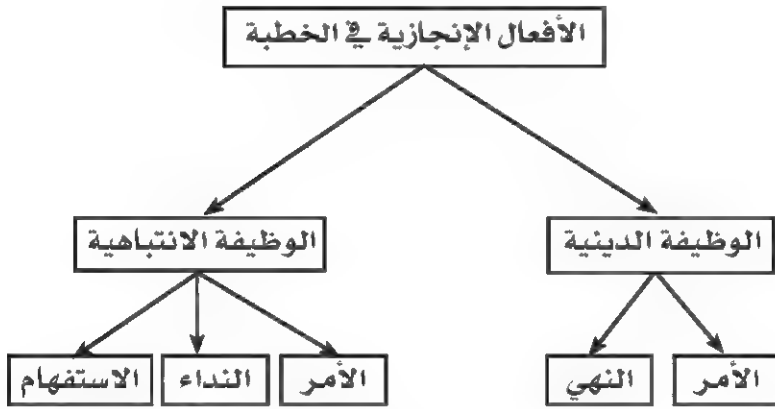 الأفعال الإنجازية في الخطبة
الوظيفة الدينية
الوظيفة الانتباهية
الأمر
النهي
الأمر
النداء
الاستفهام